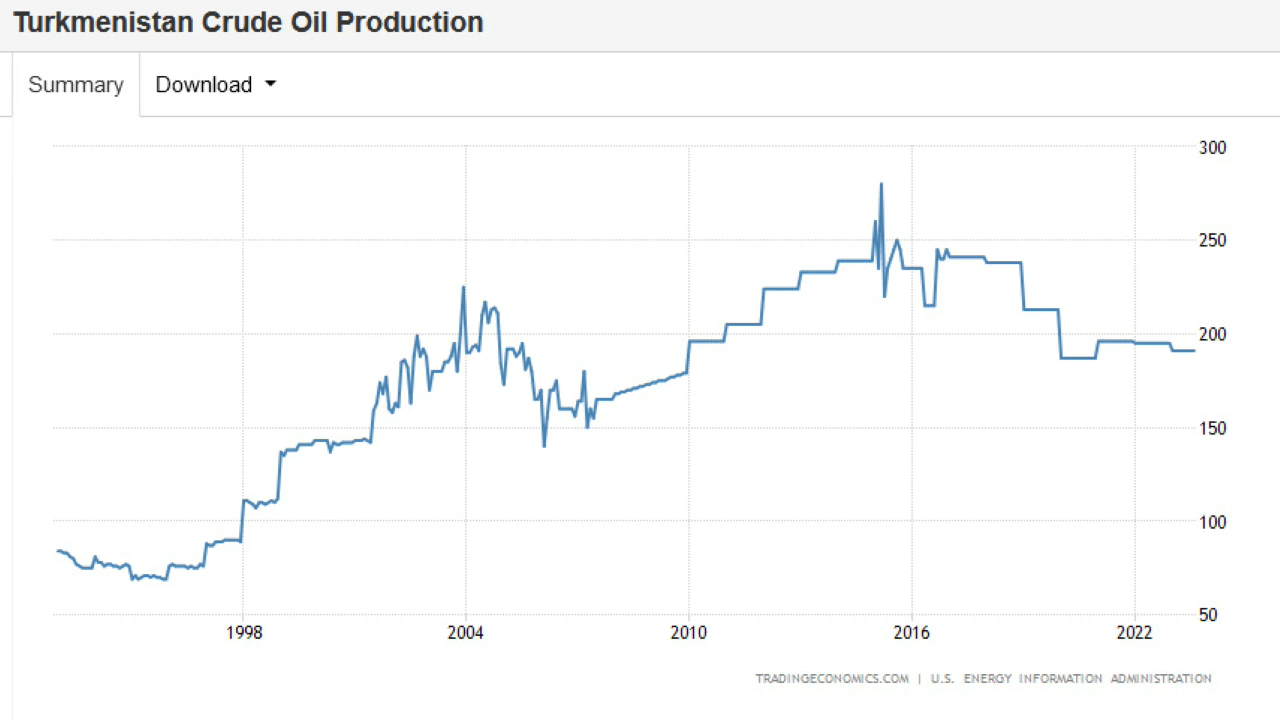 Turkmenistan Crude Oil Production
Summary
Download
300
250
200
150
100
50
1998 2004 2010 2016 2022
TRADINGECONOMICS.COM | U.S. ENERGY INFORMATION ADMINISTRATION